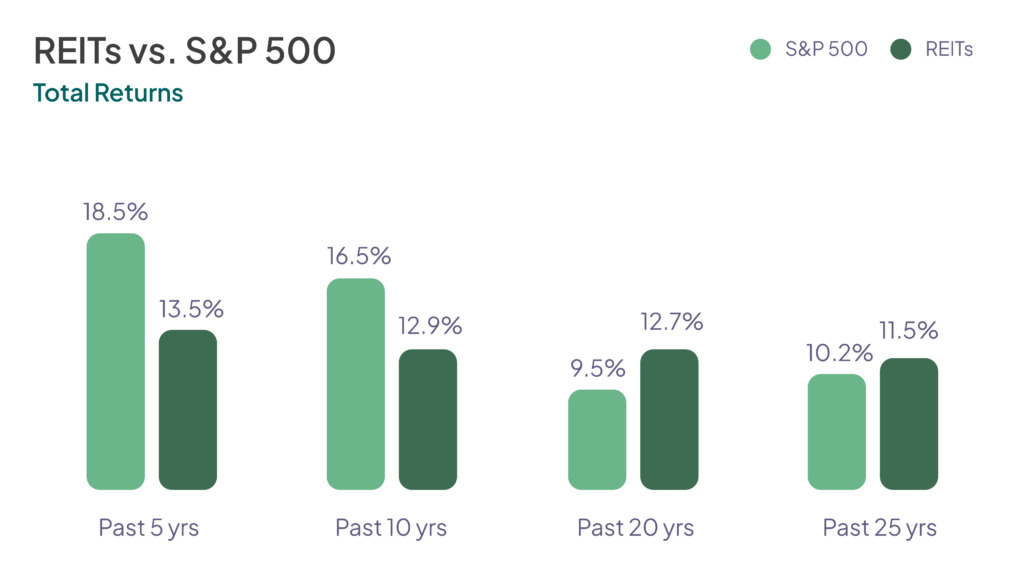 REITs vs. S&P 500
Total Returns
S&P 500
REITs
18.5%
13.5%
16.5%
12.9%
9.5%
12.7%
10.2%
11.5%
Past 5 yrs
Past 10 yrs
Past 20 yrs
Past 25 yrs